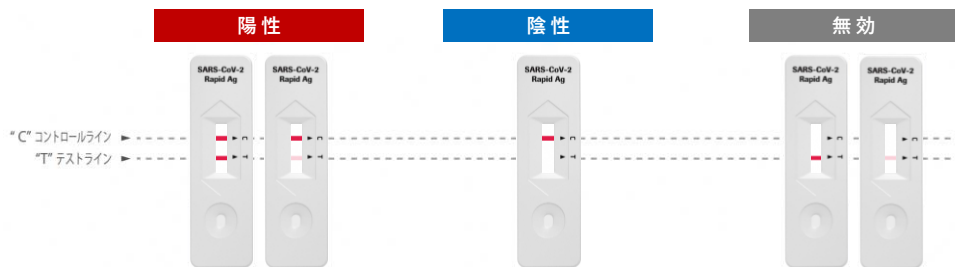 陽性
陰性
無効
SARS-CoV-2
Rapid Ag
SARS-CoV-2
Rapid Ag
SARS-CoV-2
Rapid Ag
SARS-CoV-2
Rapid Ag
SARS-CoV-2
Rapid Ag
“C” コントロールライン ►
C
C
C
C
C
“T” テストライン ►
T
T
T
T
T